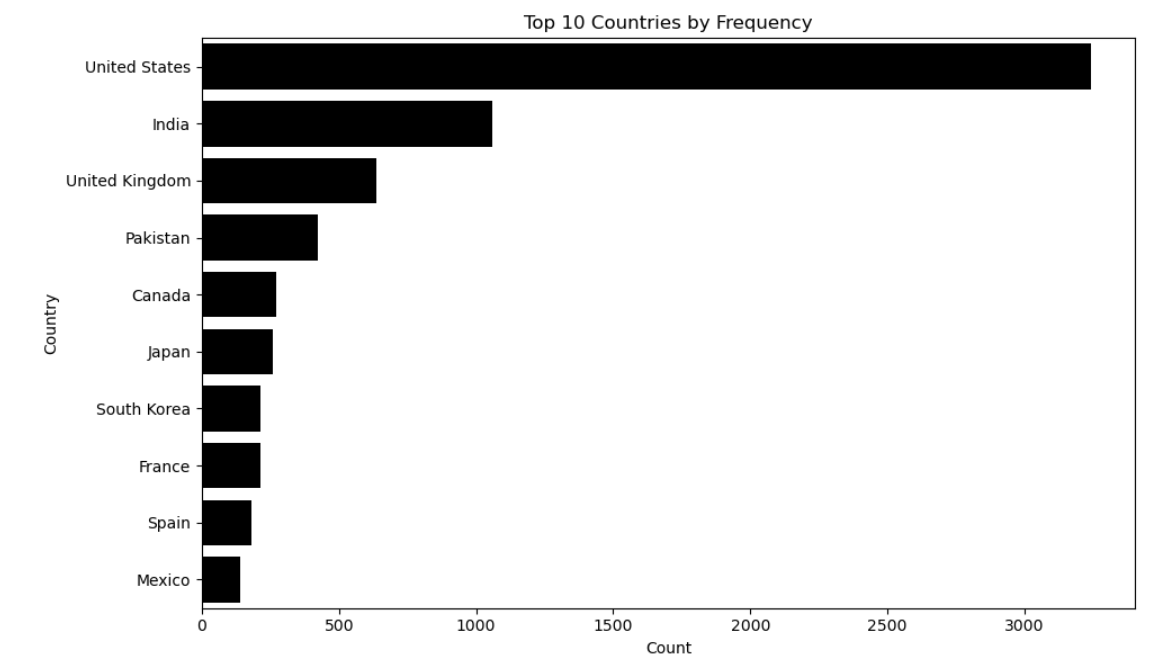 Top 10 Countries by Frequency
United States
India
United Kingdom
Pakistan
Canada
Japan
South Korea
France
Spain
Mexico
Country
0 500 1000 1500 2000 2500 3000
Count